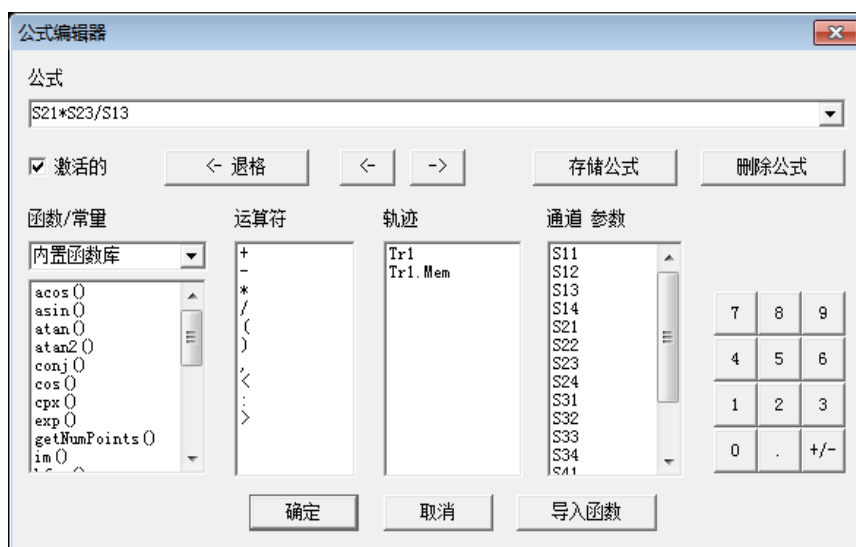 公式编辑器
公式
S21*S23/S13
激活的
<- 退格
<-
->
存储公式
删除公式
函数/常量
运算符
轨迹
通道 参数
内置函数库
acos()
asin()
atan()
atan2()
conj()
cos()
cpx()
exp()
getNumPoints()
im()
+
-
*
/
(
)
,
<
:
>
Tr1
Tr1.Mem
S11
S12
S13
S14
S21
S22
S23
S24
S31
S32
S33
S34
S41
7 8 9
4 5 6
1 2 3
0 . +/-
确定
取消
导入函数